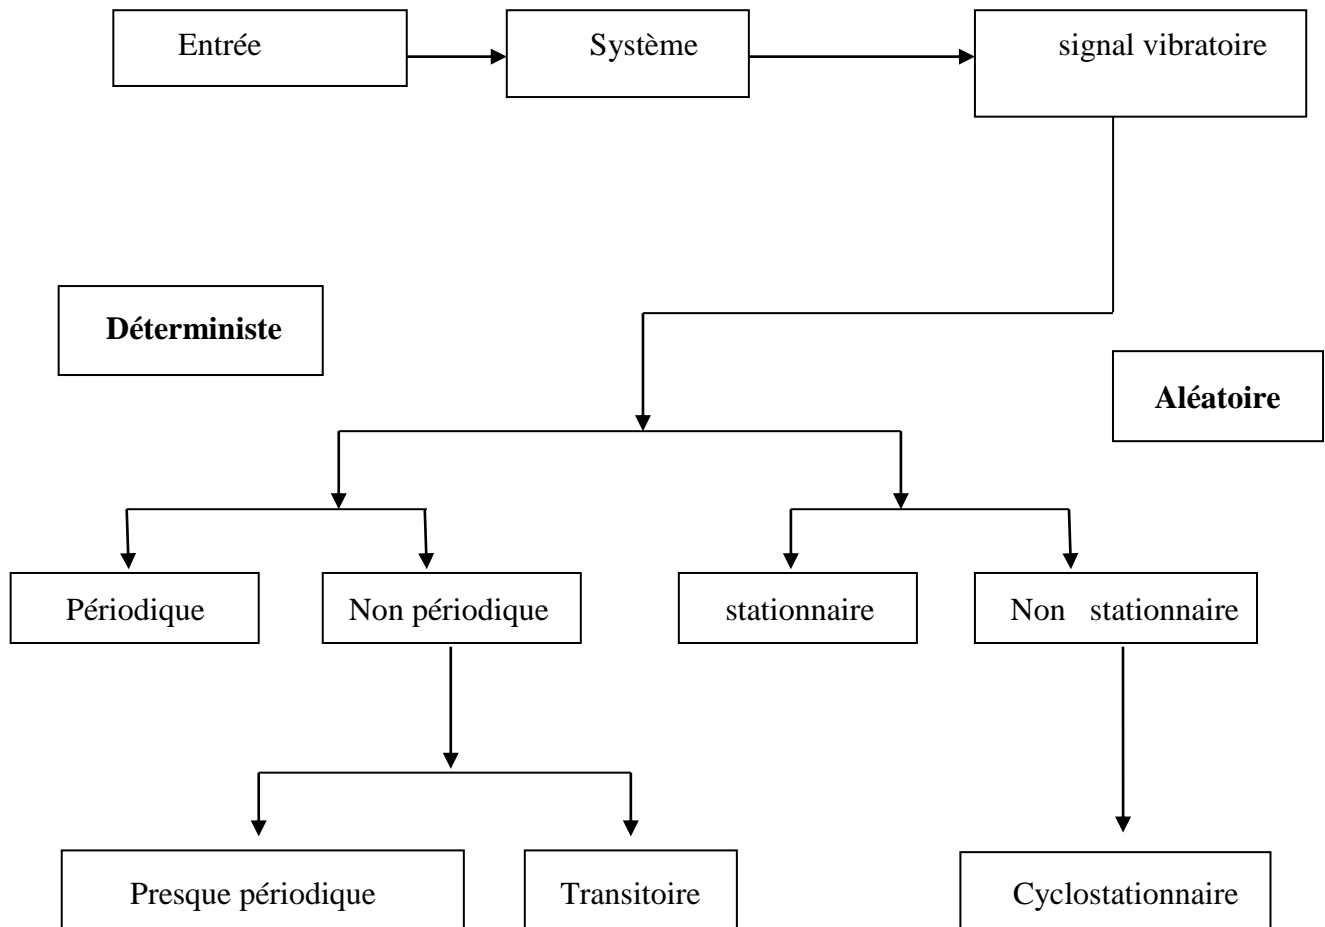 Entrée
Système
signal vibratoire
Déterministe
Aléatoire
Périodique
Non périodique
stationnaire
Non stationnaire
Presque périodique
Transitoire
Cyclostationnaire